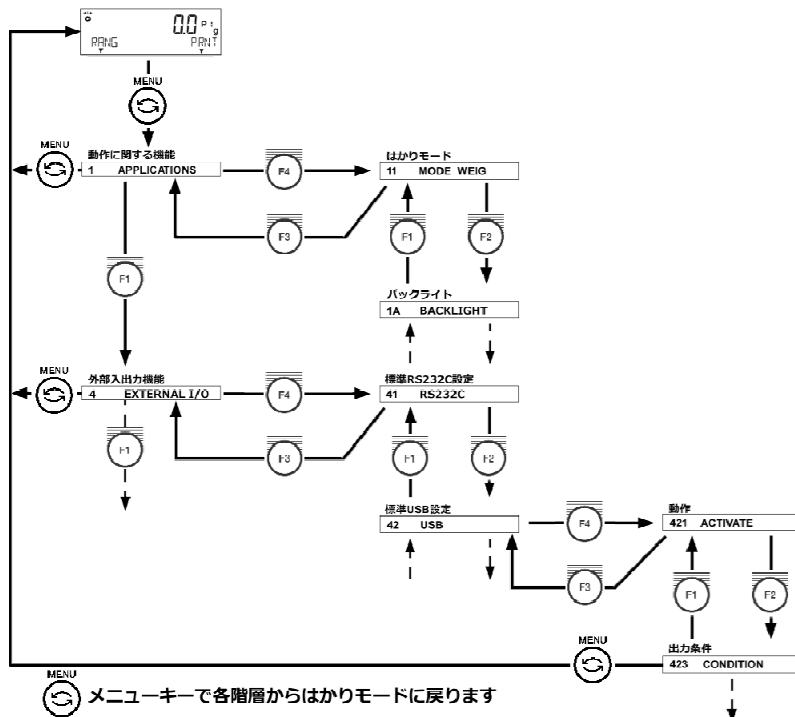 0.0 Pt
g
RANG PRNT
MENU
MENU
動作に関する機能
1 APPLICATIONS
F4
はかりモード
11 MODE WEIG
F3
F1
F2
F1
バックライト
1A BACKLIGHT
MENU
外部入出力機能
4 EXTERNAL I/O
F4
標準RS232C設定
41 RS232C
F1
F3
F1
F2
標準USB設定
42 USB
F4
動作
421 ACTIVATE
F3
F1
F2
MENU
出力条件
423 CONDITION
MENU
メニューキーで各階層からはかりモードに戻ります